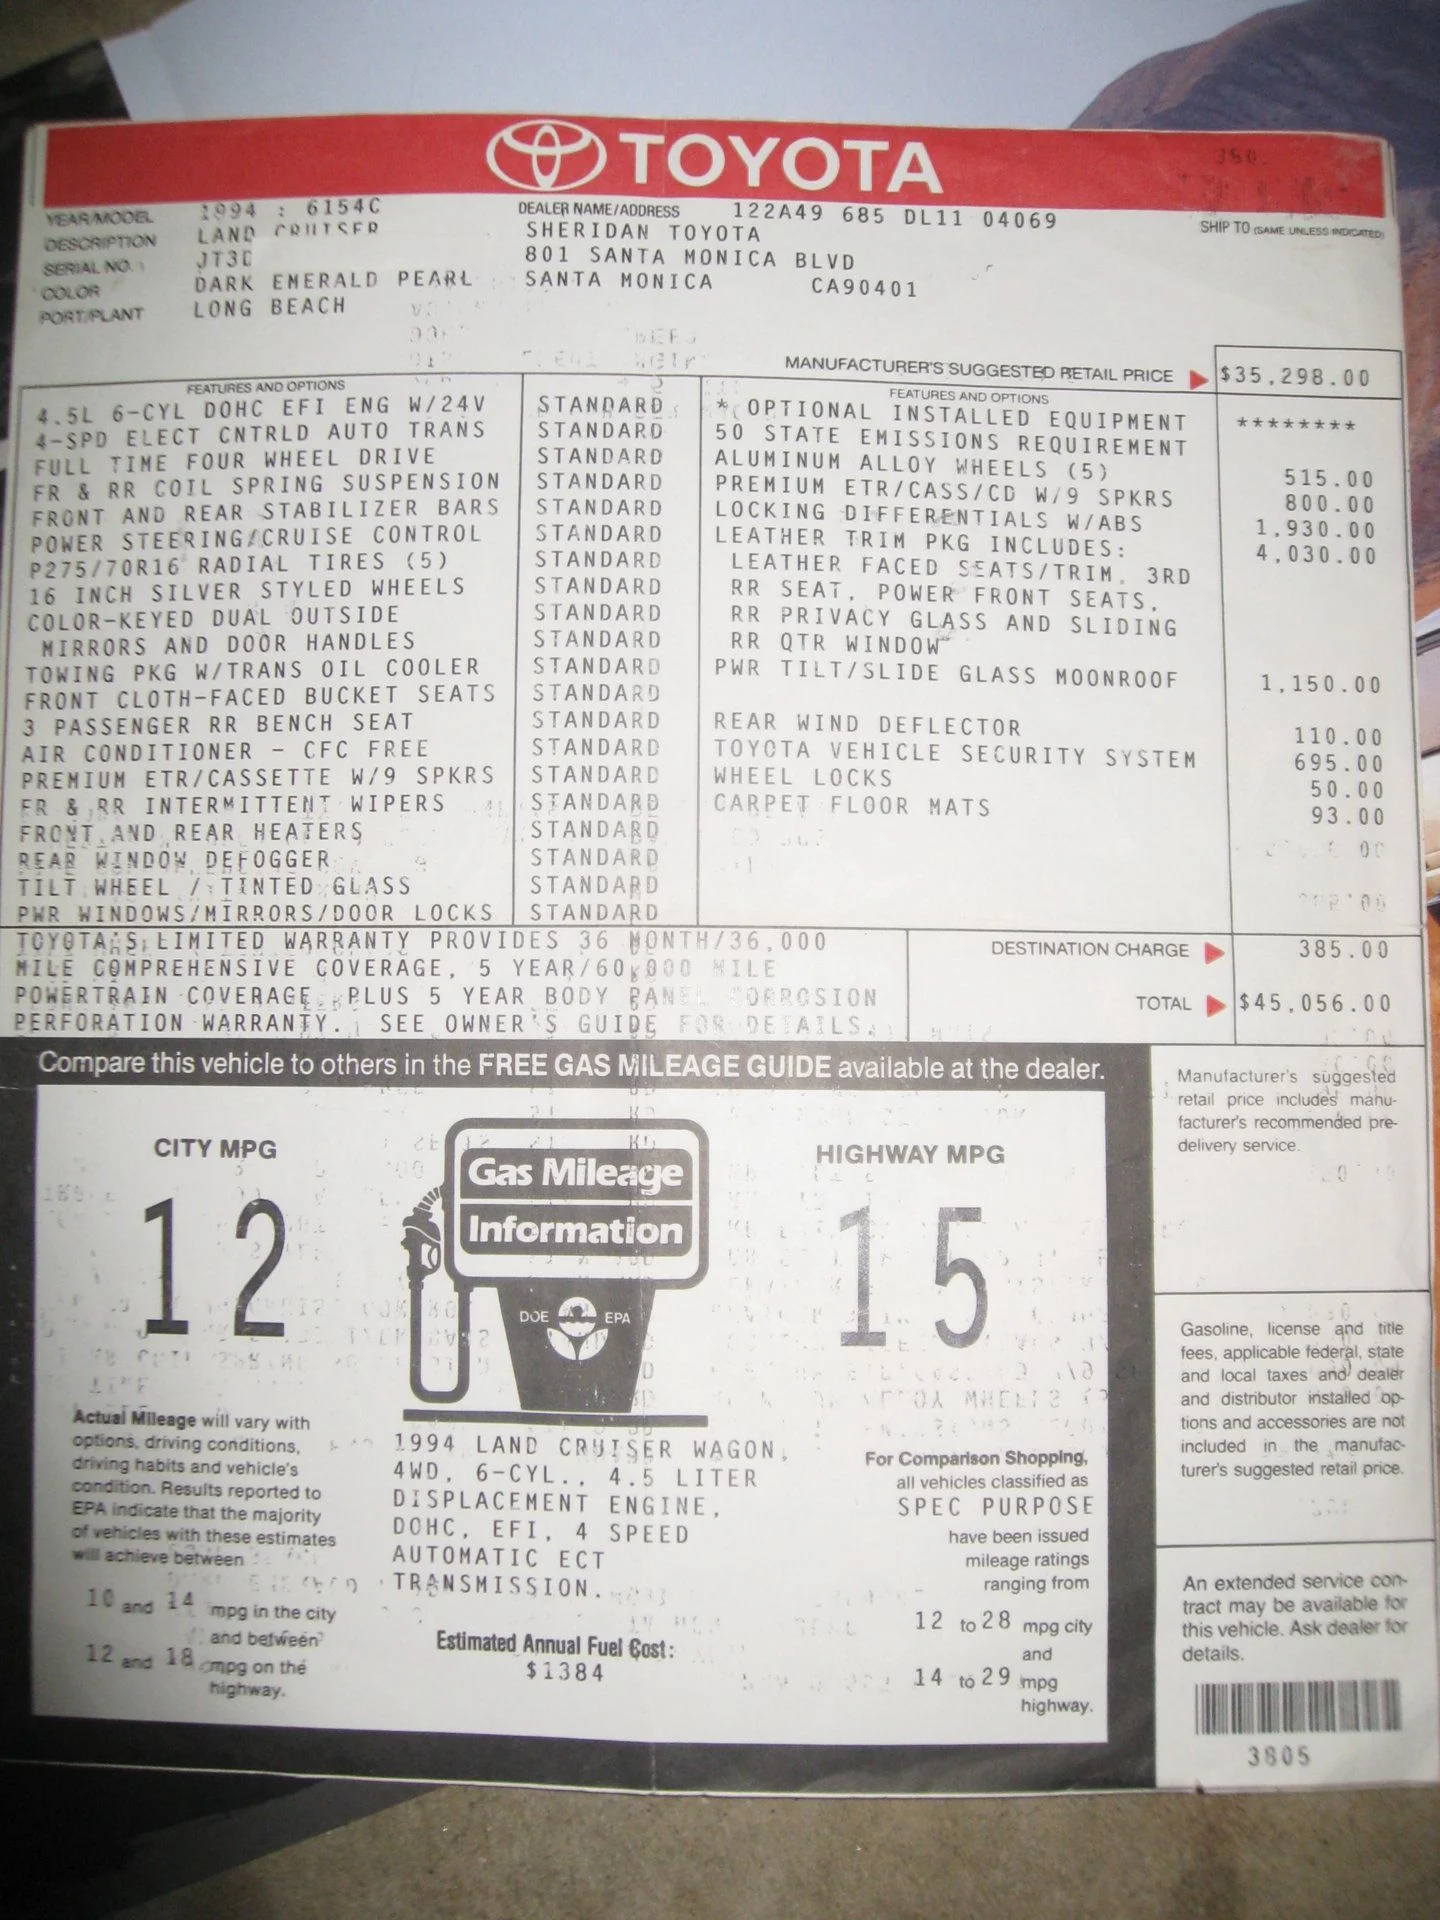 TOYOTA
YEAR/MODEL 1994 : 6154C
DESCRIPTION LAND CRUISER
SERIAL NO. JT3
COLOR DARK EMERALD PEARL
PORT/PLANT LONG BEACH
DEALER NAME/ADDRESS 122A49 685 DL11 04069
SHERIDAN TOYOTA
801 SANTA MONICA BLVD
SANTA MONICA CA90401
SHIP TO (SAME UNLESS INDICATED)
MANUFACTURER'S SUGGESTED RETAIL PRICE $35,298.00
FEATURES AND OPTIONS
4.5L 6-CYL DOHC EFI ENG W/24V STANDARD
4-SPD ELECT CNTRLD AUTO TRANS STANDARD
FULL TIME FOUR WHEEL DRIVE STANDARD
FR & RR COIL SPRING SUSPENSION STANDARD
FRONT AND REAR STABILIZER BARS STANDARD
POWER STEERING/CRUISE CONTROL STANDARD
P275/70R16 RADIAL TIRES (5) STANDARD
16 INCH SILVER STYLED WHEELS STANDARD
COLOR-KEYED DUAL OUTSIDE STANDARD
MIRRORS AND DOOR HANDLES STANDARD
TOWING PKG W/TRANS OIL COOLER STANDARD
FRONT CLOTH-FACED BUCKET SEATS STANDARD
3 PASSENGER RR BENCH SEAT STANDARD
AIR CONDITIONER - CFC FREE STANDARD
PREMIUM ETR/CASSETTE W/9 SPKRS STANDARD
FR & RR INTERMITTENT WIPERS STANDARD
FRONT AND REAR HEATERS STANDARD
REAR WINDOW DEFOGGER STANDARD
TILT WHEEL / TINTED GLASS STANDARD
PWR WINDOWS/MIRRORS/DOOR LOCKS STANDARD
FEATURES AND OPTIONS
* OPTIONAL INSTALLED EQUIPMENT ********
50 STATE EMISSIONS REQUIREMENT
ALUMINUM ALLOY WHEELS (5) 515.00
PREMIUM ETR/CASS/CD W/9 SPKRS 800.00
LOCKING DIFFERENTIALS W/ABS 1,930.00
LEATHER TRIM PKG INCLUDES: 4,030.00
LEATHER FACED SEATS/TRIM, 3RD
RR SEAT, POWER FRONT SEATS,
RR PRIVACY GLASS AND SLIDING
RR QTR WINDOW
PWR TILT/SLIDE GLASS MOONROOF 1,150.00
REAR WIND DEFLECTOR 110.00
TOYOTA VEHICLE SECURITY SYSTEM 695.00
WHEEL LOCKS 50.00
CARPET FLOOR MATS 93.00
TOYOTA'S LIMITED WARRANTY PROVIDES 36 MONTH/36,000
MILE COMPREHENSIVE COVERAGE, 5 YEAR/60,000 MILE
POWERTRAIN COVERAGE PLUS 5 YEAR BODY PANEL CORROSION
PERFORATION WARRANTY. SEE OWNER'S GUIDE FOR DETAILS.
DESTINATION CHARGE 385.00
TOTAL $45,056.00
Compare this vehicle to others in the FREE GAS MILEAGE GUIDE available at the dealer.
CITY MPG
12
Gas Mileage
Information
DOE EPA
HIGHWAY MPG
15
Actual Mileage will vary with
options, driving conditions,
driving habits and vehicle's
condition. Results reported to
EPA indicate that the majority
of vehicles with these estimates
will achieve between
10 and 14 mpg in the city
and between
12 and 18 mpg on the
highway.
1994 LAND CRUISER WAGON,
4WD, 6-CYL., 4.5 LITER
DISPLACEMENT ENGINE,
DOHC, EFI, 4 SPEED
AUTOMATIC ECT
TRANSMISSION.
Estimated Annual Fuel Cost:
$1384
For Comparison Shopping,
all vehicles classified as
SPEC PURPOSE
have been issued
mileage ratings
ranging from
12 to 28 mpg city
and
14 to 29 mpg
highway.
Manufacturer's suggested
retail price includes manu-
facturer's recommended pre-
delivery service.
Gasoline, license and title
fees, applicable federal, state
and local taxes and dealer
and distributor installed op-
tions and accessories are not
included in the manufac-
turer's suggested retail price.
An extended service con-
tract may be available for
this vehicle. Ask dealer for
details.
3805